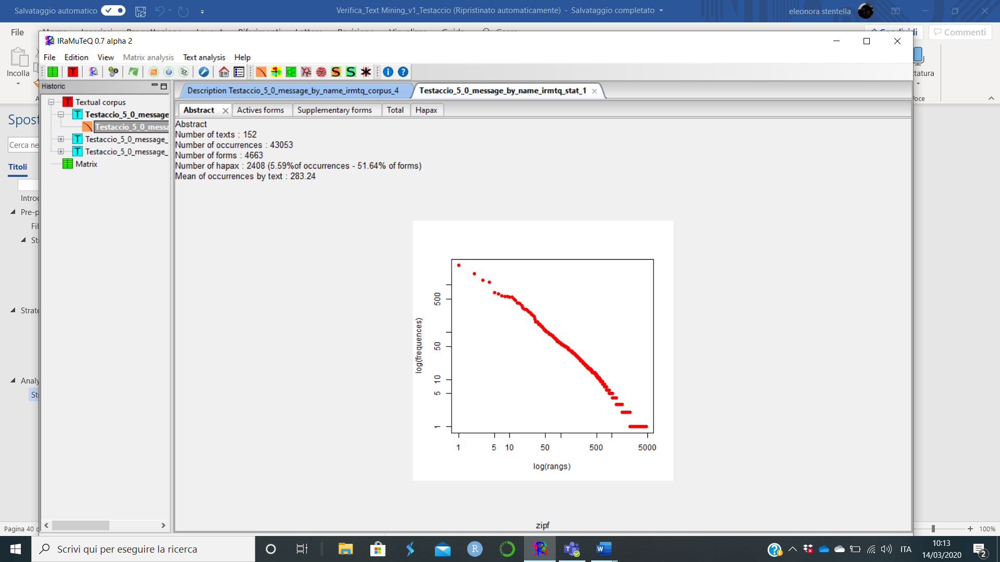 Salvataggio automatico
Verifica_Text Mining_v1_Testaccio (Ripristinato automaticamente) - Salvataggio completato
eleonora stentella
File
Commenti
Incolla
Spost
Cerca ne
Titoli
Introd
Pre-p
Fil
St
Strate
Analy
St
Pagina 40
100%
IRaMuTeQ 0.7 alpha 2
File Edition View Matrix analysis Text analysis Help
Historic
Textual corpus
Testaccio_5_0_message
Testaccio_5_0_messa
Testaccio_5_0_message_
Testaccio_5_0_message_
Matrix
Description Testaccio_5_0_message_by_name_irmtq_corpus_4
Testaccio_5_0_message_by_name_irmtq_stat_1
Abstract Actives forms Supplementary forms Total Hapax
Abstract
Number of texts : 152
Number of occurrences : 43053
Number of forms : 4663
Number of hapax : 2408 (5.59%of occurrences - 51.64% of forms)
Mean of occurrences by text : 283.24
log(frequences)
500
50
10
5
1
1 5 10 50 500 5000
log(rangs)
zipf
Scrivi qui per eseguire la ricerca
ITA
10:13
14/03/2020
2